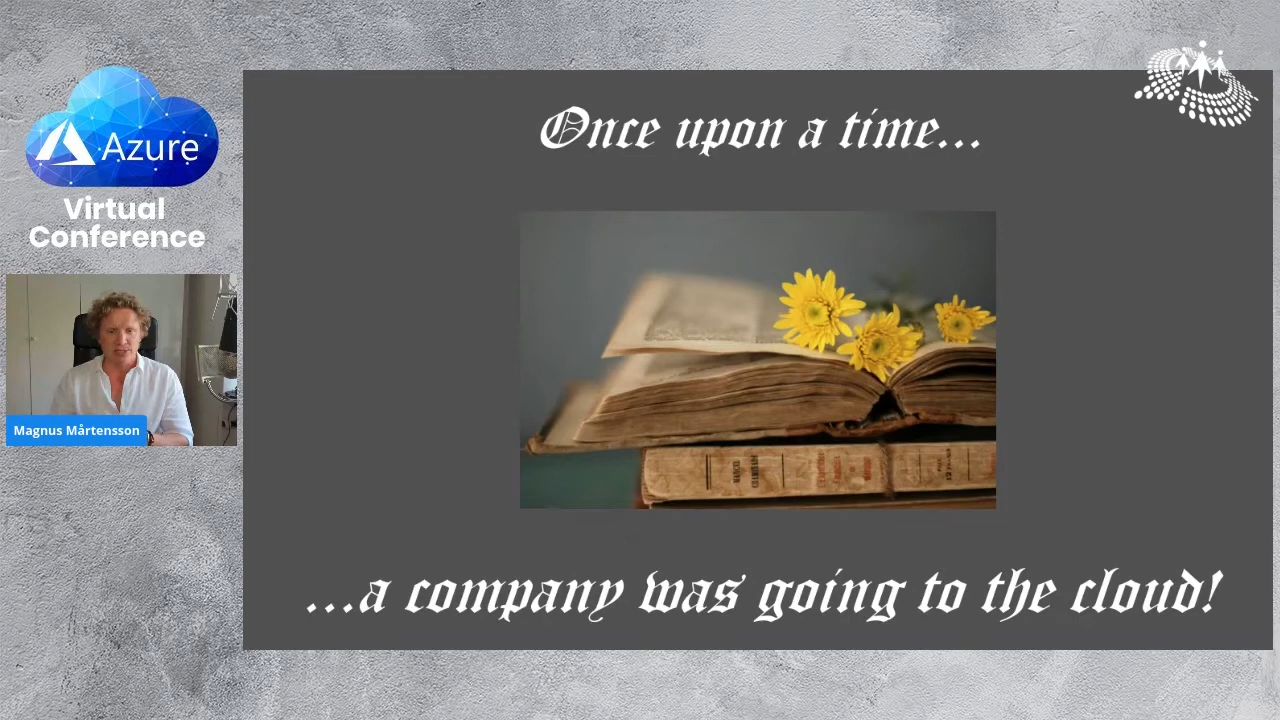 Once upon a time...
Azure
Virtual
Conference
Magnus Mårtensson
...a company was going to the cloud!